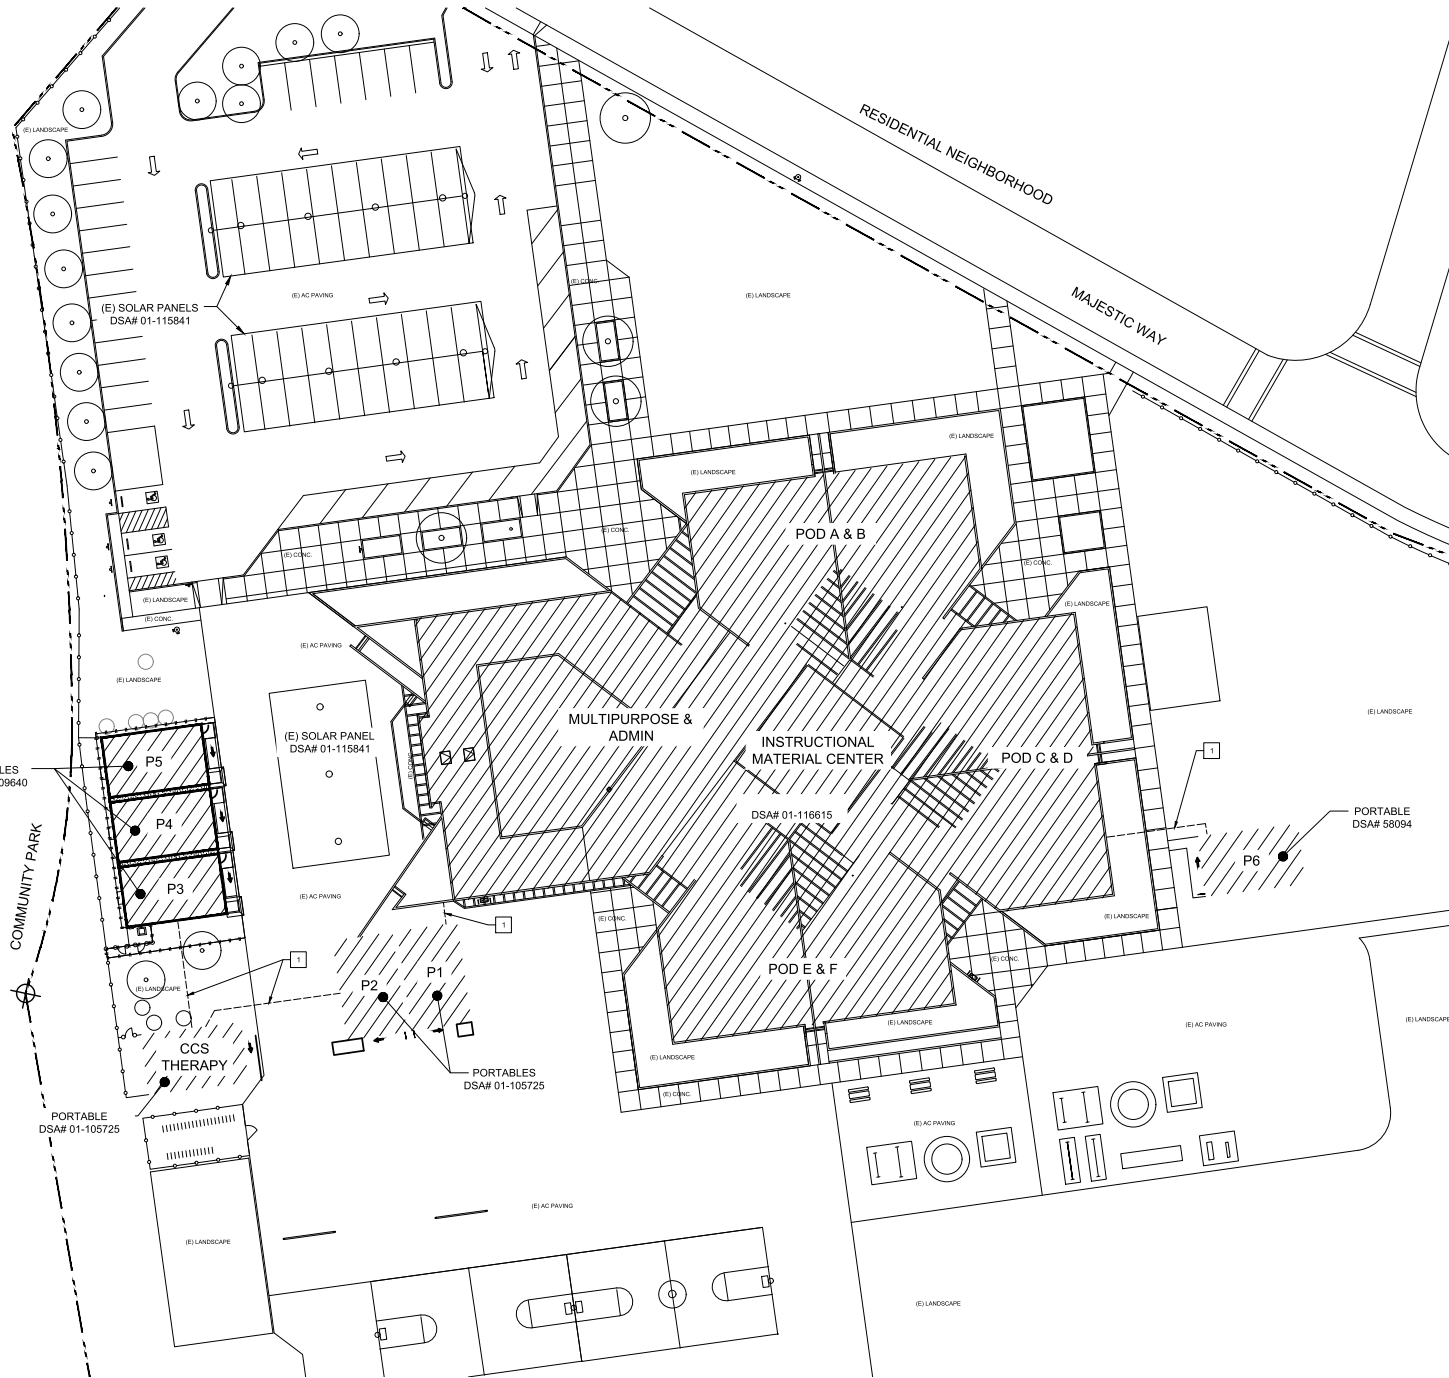 RESIDENTIAL NEIGHBORHOOD
MAJESTIC WAY
(E) LANDSCAPE
(E) SOLAR PANELS
DSA# 01-115841
(E) AC PAVING
(E) CONC.
(E) LANDSCAPE
(E) LANDSCAPE
(E) LANDSCAPE
(E) CONC.
(E) CONC.
POD A & B
(E) CONC.
(E) LANDSCAPE
(E) LANDSCAPE
(E) CONC.
(E) AC PAVING
(E) LANDSCAPE
(E) SOLAR PANEL
DSA# 01-115841
(E) CONC.
MULTIPURPOSE &
ADMIN
INSTRUCTIONAL
MATERIAL CENTER
DSA# 01-116615
POD C & D
(E) LANDSCAPE
1
PORTABLE
DSA# 58094
P6
LES
09640
P5
P4
P3
COMMUNITY PARK
(E) AC PAVING
1
1
(E) CONC.
(E) LANDSCAPE
(E) CONC.
POD E & F
(E) LANDSCAPE
P2
P1
(E) LANDSCAPE
(E) AC PAVING
(E) LANDSCAPE
CCS
THERAPY
PORTABLES
DSA# 01-105725
(E) LANDSCAPE
(E) CONC.
PORTABLE
DSA# 01-105725
(E) AC PAVING
(E) AC PAVING
(E) LANDSCAPE
(E) LANDSCAPE